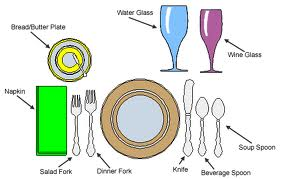 Water Glass
Bread/Butter Plate
Wine Glass
Napkin
Soup Spoon
Salad Fork
Dinner Fork
Knife
Beverage Spoon